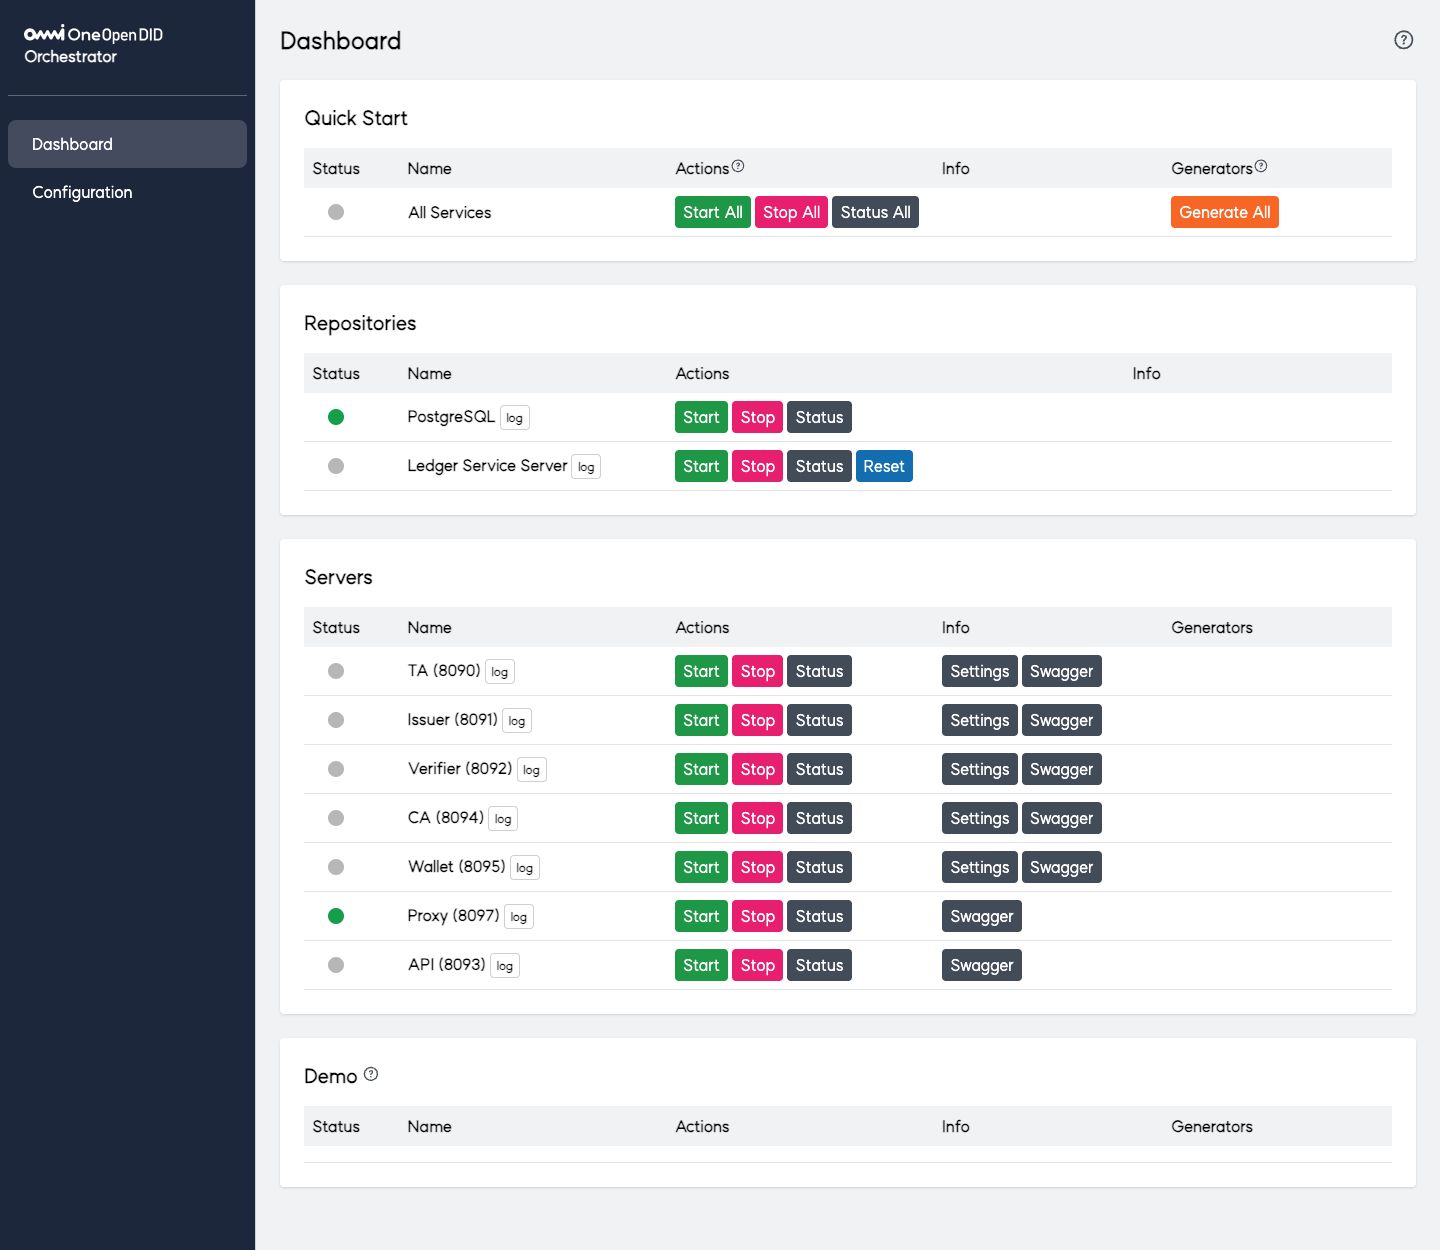 Omni One Open DID
Orchestrator
Dashboard
Configuration
Dashboard
Quick Start
Status Name Actions Info Generators
All Services Start All Stop All Status All Generate All
Repositories
Status Name Actions Info
PostgreSQL log Start Stop Status
Ledger Service Server log Start Stop Status Reset
Servers
Status Name Actions Info Generators
TA (8090) log Start Stop Status Settings Swagger
Issuer (8091) log Start Stop Status Settings Swagger
Verifier (8092) log Start Stop Status Settings Swagger
CA (8094) log Start Stop Status Settings Swagger
Wallet (8095) log Start Stop Status Settings Swagger
Proxy (8097) log Start Stop Status Swagger
API (8093) log Start Stop Status Swagger
Demo
Status Name Actions Info Generators